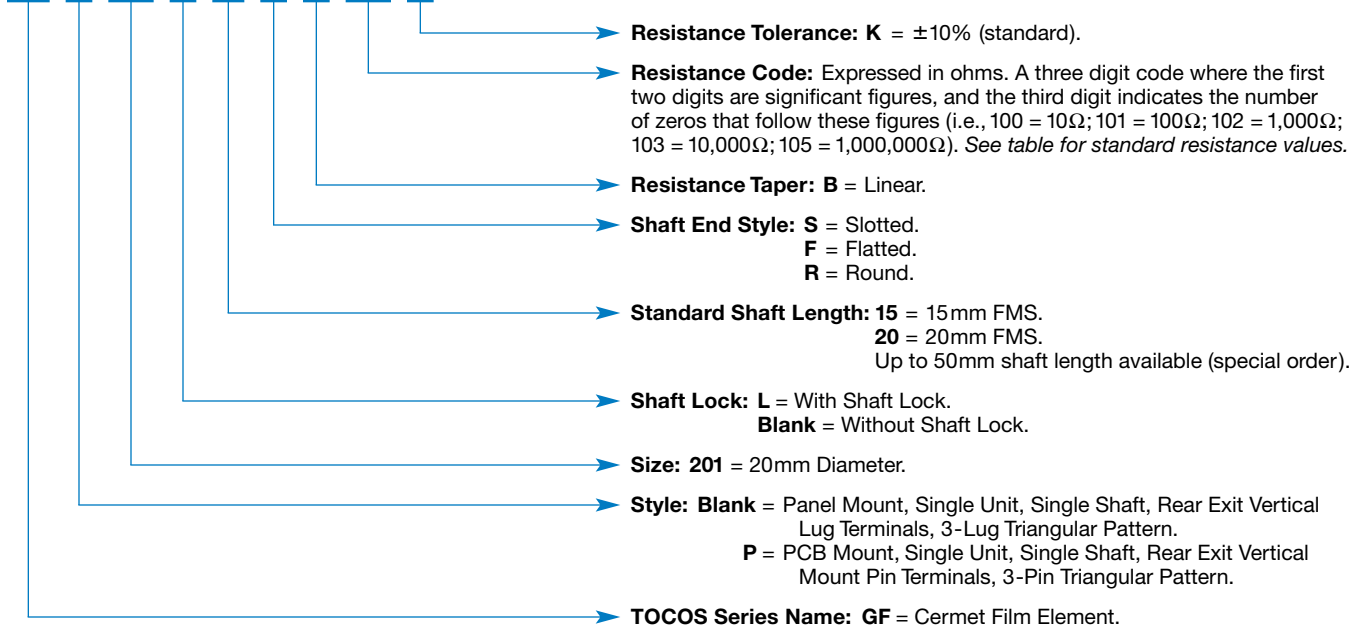 Resistance Tolerance: K = ±10% (standard).
Resistance Code: Expressed in ohms. A three digit code where the first
two digits are significant figures, and the third digit indicates the number
of zeros that follow these figures (i.e., 100 = 10Ω; 101 = 100Ω; 102 = 1,000Ω;
103 = 10,000Ω; 105 = 1,000,000Ω). See table for standard resistance values.
Resistance Taper: B = Linear.
Shaft End Style: S = Slotted.
F = Flatted.
R = Round.
Standard Shaft Length: 15 = 15mm FMS.
20 = 20mm FMS.
Up to 50mm shaft length available (special order).
Shaft Lock: L = With Shaft Lock.
Blank = Without Shaft Lock.
Size: 201 = 20mm Diameter.
Style: Blank = Panel Mount, Single Unit, Single Shaft, Rear Exit Vertical
Lug Terminals, 3-Lug Triangular Pattern.
P = PCB Mount, Single Unit, Single Shaft, Rear Exit Vertical
Mount Pin Terminals, 3-Pin Triangular Pattern.
TOCOS Series Name: GF = Cermet Film Element.